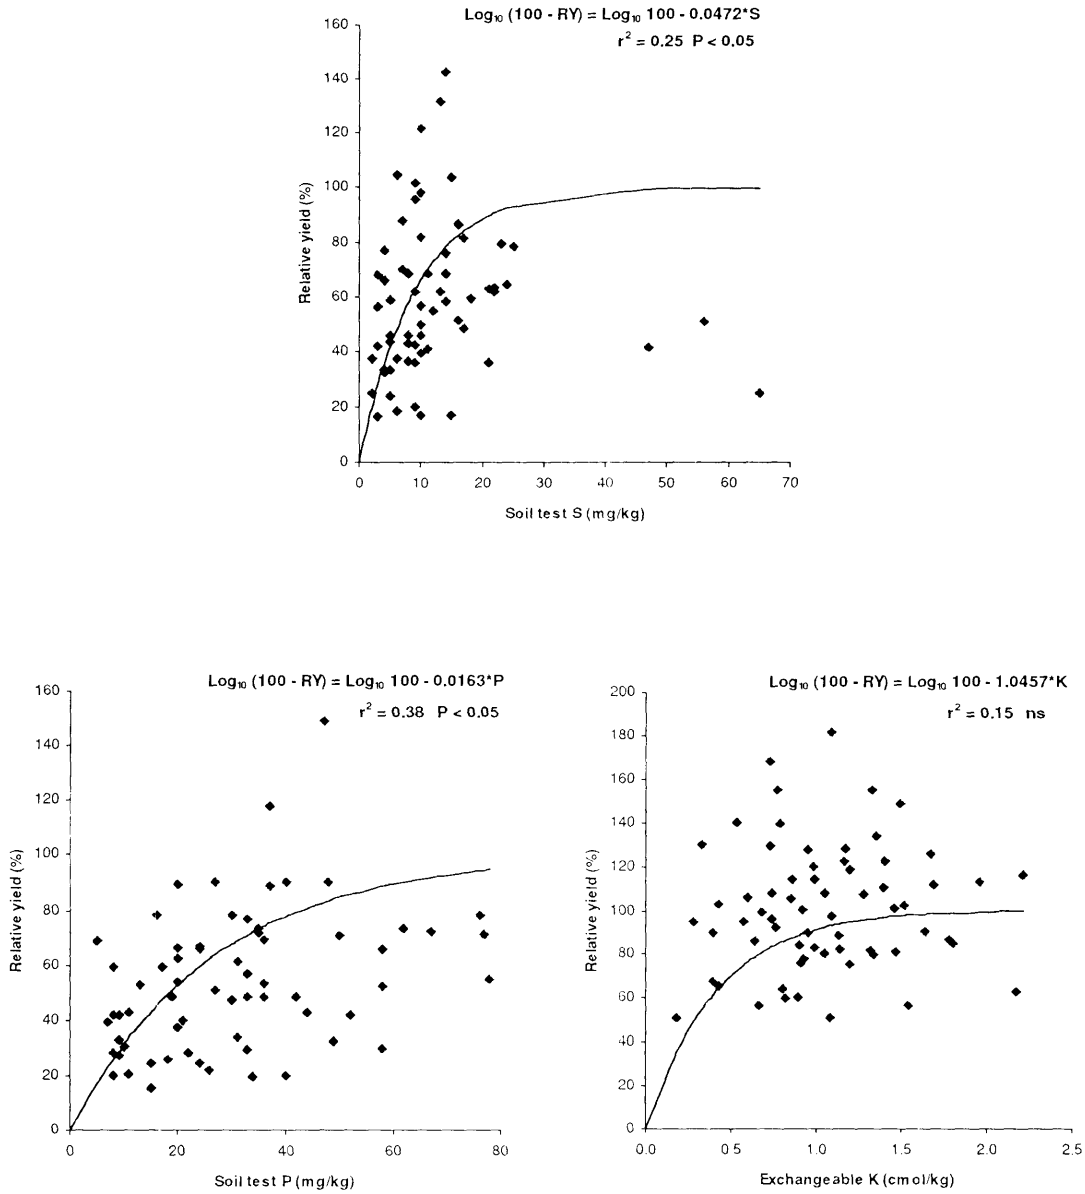 Log₁₀ (100 - RY) = Log₁₀ 100 - 0.0472*S
r² = 0.25 P < 0.05
160
140
120
100
80
60
40
20
0
Relative yield (%)
0 10 20 30 40 50 60 70
Soil test S (mg/kg)
Log₁₀ (100 - RY) = Log₁₀ 100 - 0.0163*P
r² = 0.38 P < 0.05
160
140
120
100
80
60
40
20
0
Relative yield (%)
0 20 40 60 80
Soil test P (mg/kg)
Log₁₀ (100 - RY) = Log₁₀ 100 - 1.0457*K
r² = 0.15 ns
200
180
160
140
120
100
80
60
40
20
0
Relative yield (%)
0.0 0.5 1.0 1.5 2.0 2.5
Exchangeable K (cmol/kg)